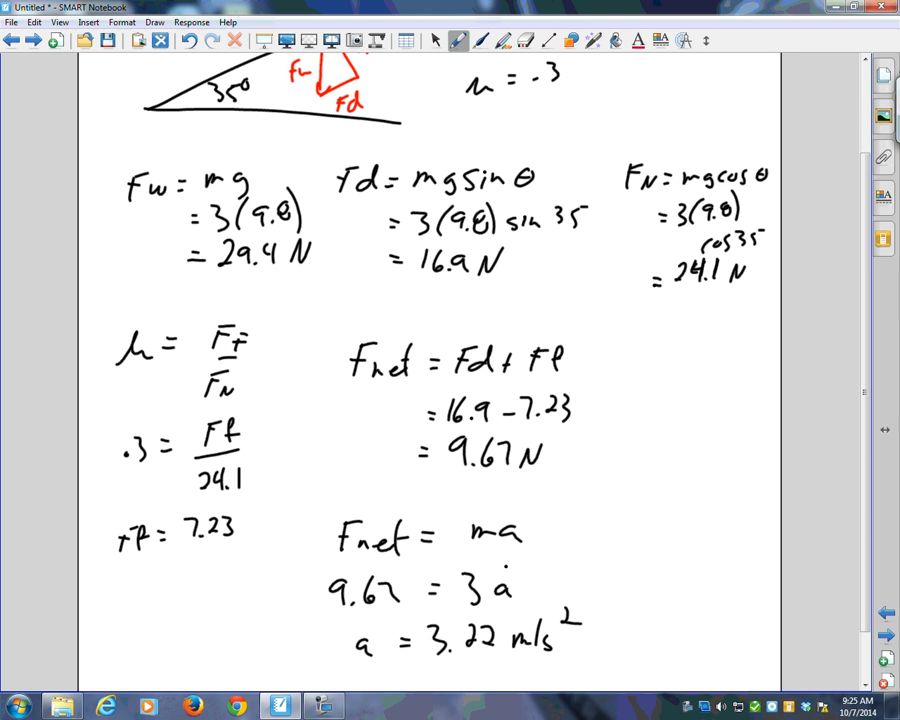 Untitled * - SMART Notebook
File Edit View Insert Format Draw Response Help
35°
Fw
Fd
μ = .3
Fw = mg
= 3(9.8)
= 29.4 N
Fd = mg sin θ
= 3(9.8) sin 35
= 16.9 N
FN = mg cos θ
= 3(9.8)
cos 35
= 24.1 N
μ = Ff
FN
.3 = Ff
24.1
Ff = 7.23
Fnet = Fd + Ff
= 16.9 - 7.23
= 9.67 N
Fnet = ma
9.67 = 3a
a = 3.22 m/s²
9:25 AM
10/7/2014